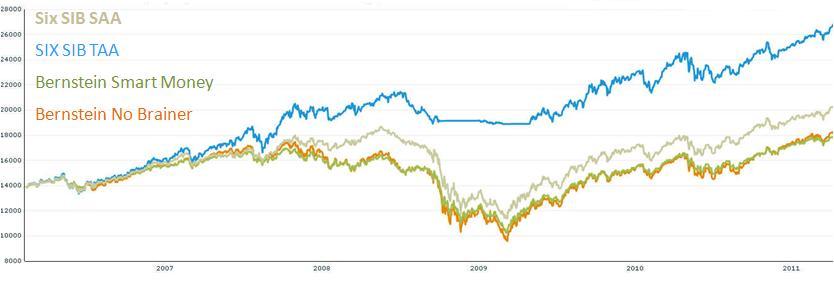 28000
Six SIB SAA
26000
SIX SIB TAA
24000
22000
Bernstein Smart Money
20000
Bernstein No Brainer
18000
16000
14000
12000
10000
8000
2007 2008 2009 2010 2011